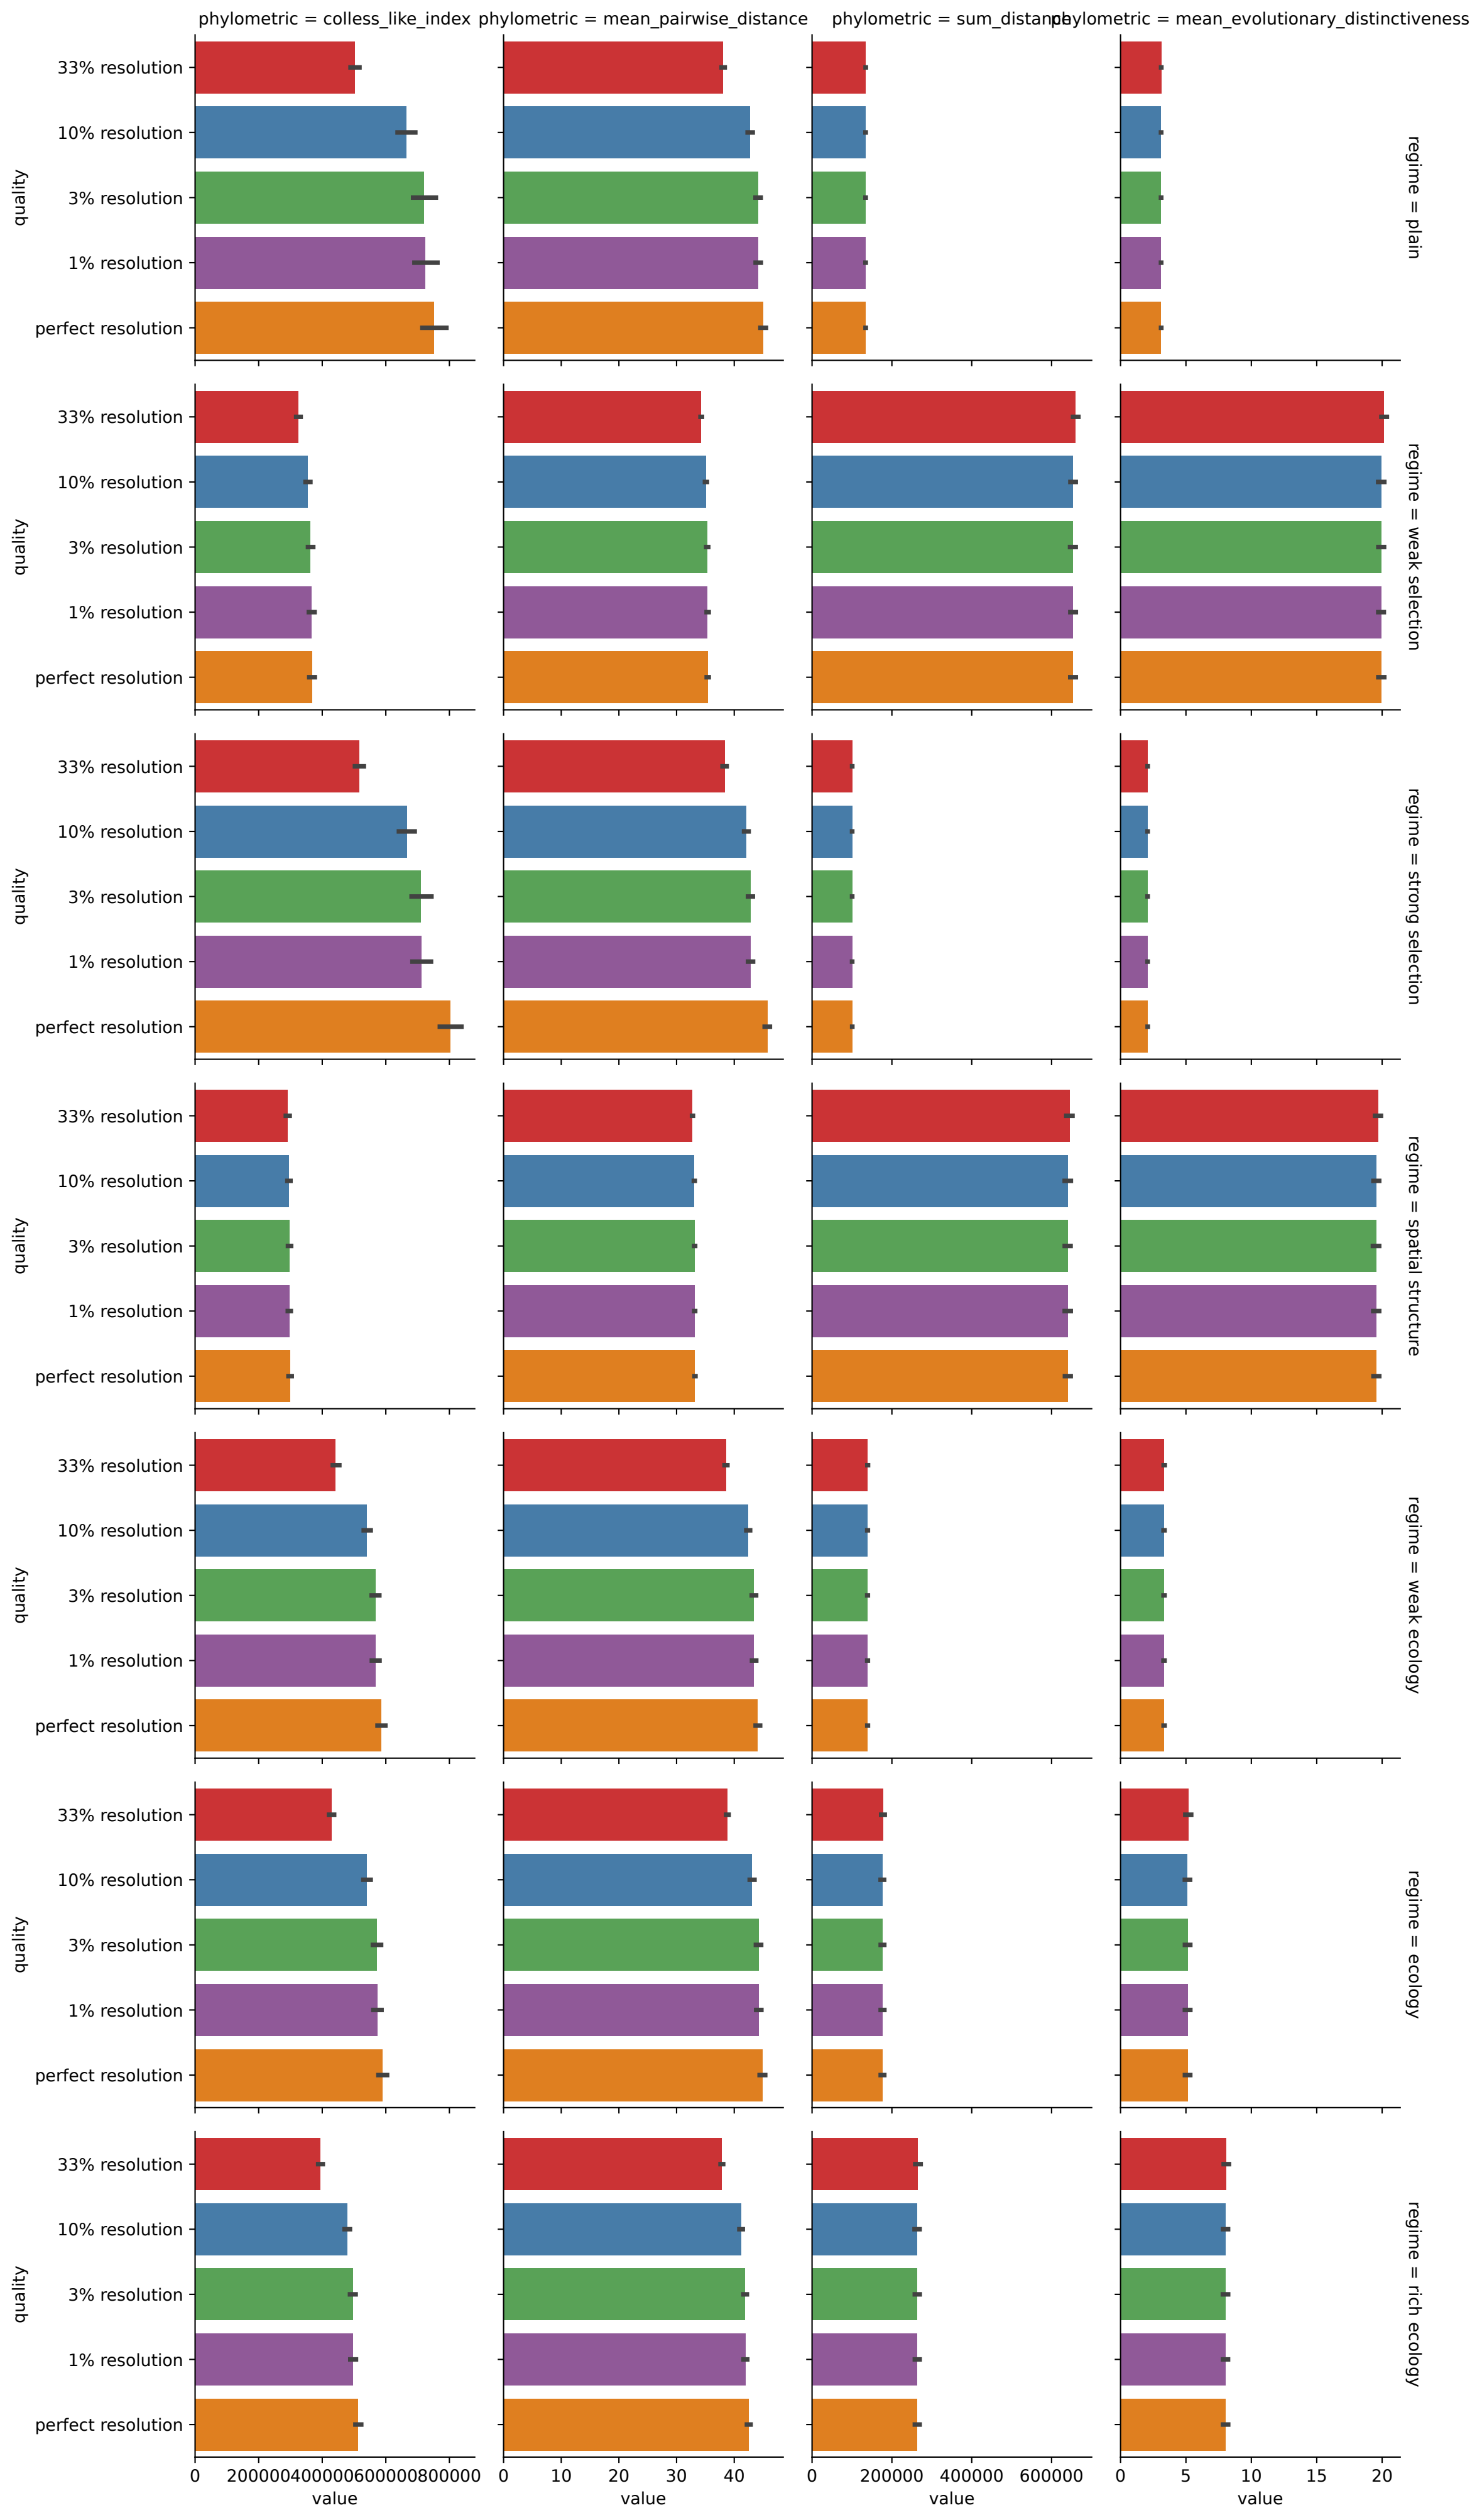 phylometric = colless_like_index
phylometric = mean_pairwise_distance
phylometric = sum_distance
phylometric = mean_evolutionary_distinctiveness
quality
33% resolution
10% resolution
3% resolution
1% resolution
perfect resolution
regime = plain
quality
33% resolution
10% resolution
3% resolution
1% resolution
perfect resolution
regime = weak selection
quality
33% resolution
10% resolution
3% resolution
1% resolution
perfect resolution
regime = strong selection
quality
33% resolution
10% resolution
3% resolution
1% resolution
perfect resolution
regime = spatial structure
quality
33% resolution
10% resolution
3% resolution
1% resolution
perfect resolution
regime = weak ecology
quality
33% resolution
10% resolution
3% resolution
1% resolution
perfect resolution
regime = ecology
quality
33% resolution
10% resolution
3% resolution
1% resolution
perfect resolution
regime = rich ecology
0 200000 400000 600000 800000
0 10 20 30 40
0 200000 400000 600000
0 5 10 15 20
value
value
value
value